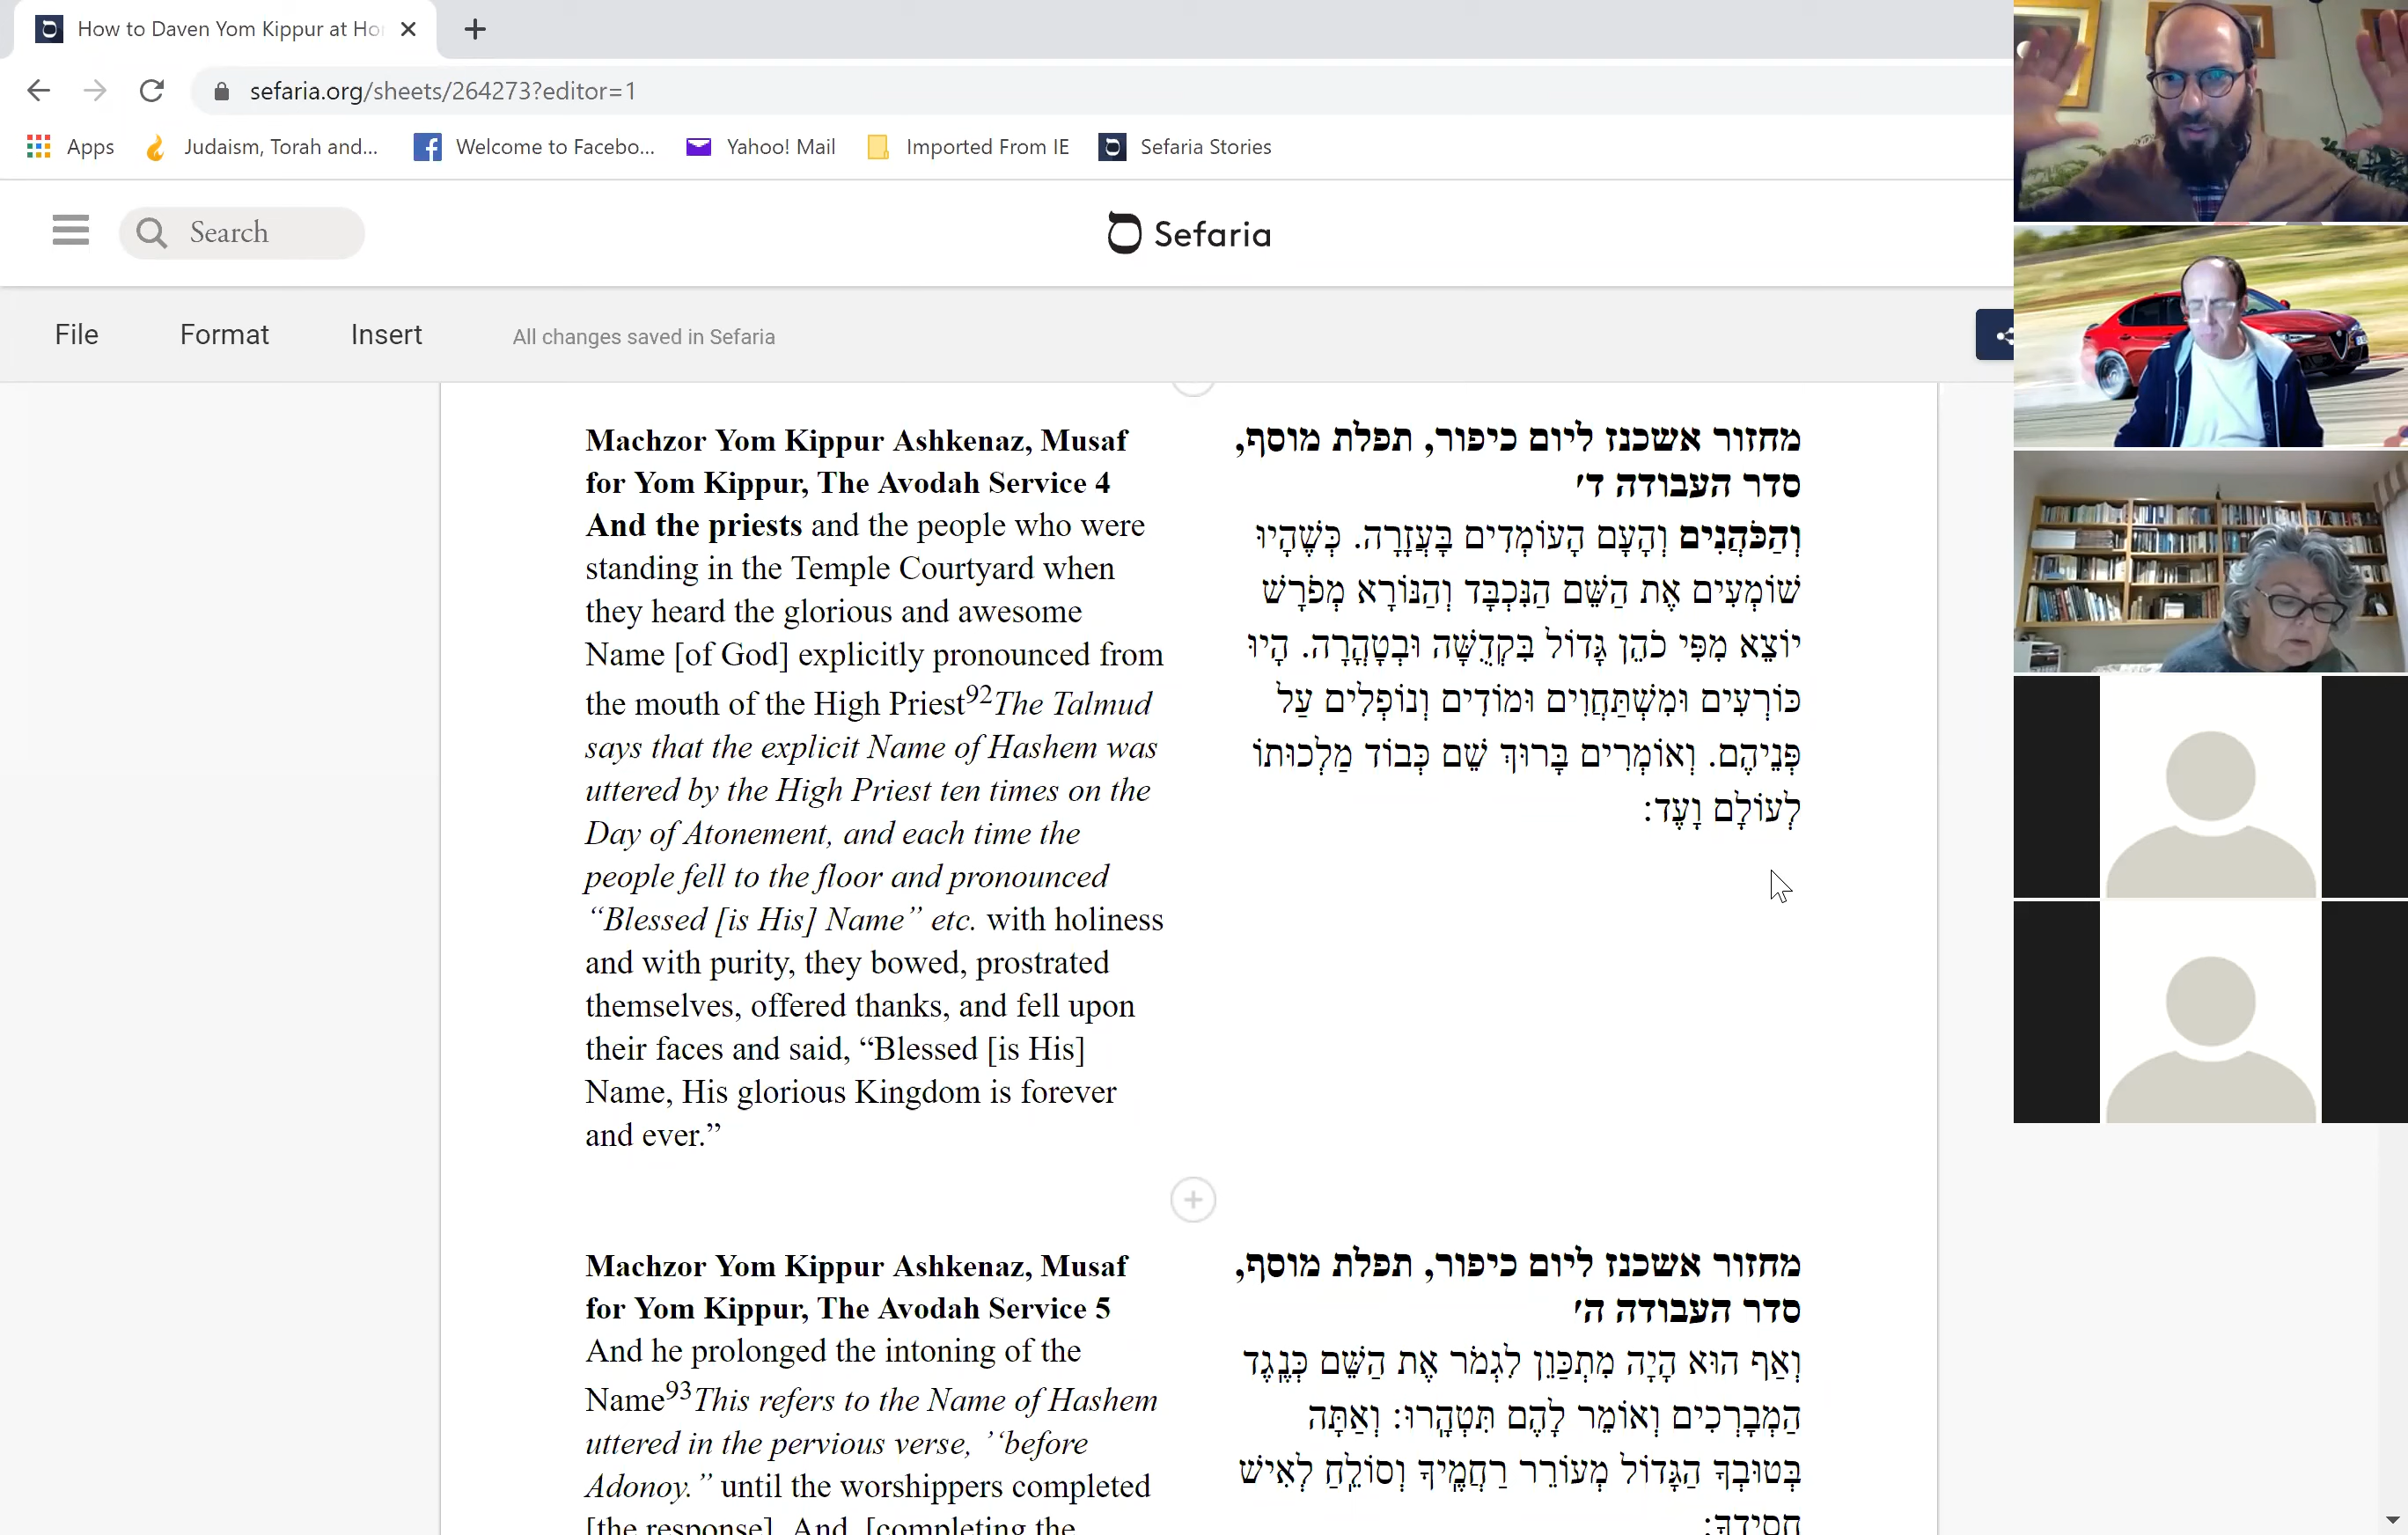 How to Daven Yom Kippur at Ho
sefaria.org/sheets/264273?editor=1
Apps
Judaism, Torah and...
Welcome to Facebo...
Yahoo! Mail
Imported From IE
Sefaria Stories
Search
Sefaria
File
Format
Insert
All changes saved in Sefaria
Machzor Yom Kippur Ashkenaz, Musaf
for Yom Kippur, The Avodah Service 4
And the priests and the people who were
standing in the Temple Courtyard when
they heard the glorious and awesome
Name [of God] explicitly pronounced from
the mouth of the High Priest92The Talmud
says that the explicit Name of Hashem was
uttered by the High Priest ten times on the
Day of Atonement, and each time the
people fell to the floor and pronounced
“Blessed [is His] Name” etc. with holiness
and with purity, they bowed, prostrated
themselves, offered thanks, and fell upon
their faces and said, “Blessed [is His]
Name, His glorious Kingdom is forever
and ever.”
מחזור אשכנז ליום כיפור, תפלת מוסף,
סדר העבודה ד׳
וְהַכֹּהֲנִים וְהָעָם הָעוֹמְדִים בָּעֲזָרָה. כְּשֶׁהָיוּ
שׁוֹמְעִים אֶת הַשֵּׁם הַנִּכְבָּד וְהַנּוֹרָא מְפֹרָשׁ
יוֹצֵא מִפִּי כֹהֵן גָּדוֹל בִּקְדֻשָּׁה וּבְטָהֳרָה. הָיוּ
כּוֹרְעִים וּמִשְׁתַּחֲוִים וּמוֹדִים וְנוֹפְלִים עַל
פְּנֵיהֶם. וְאוֹמְרִים בָּרוּךְ שֵׁם כְּבוֹד מַלְכוּתוֹ
לְעוֹלָם וָעֶד:
Machzor Yom Kippur Ashkenaz, Musaf
for Yom Kippur, The Avodah Service 5
And he prolonged the intoning of the
Name93This refers to the Name of Hashem
uttered in the pervious verse, ’‘before
Adonoy.” until the worshippers completed
[the response]. And, [completing the
מחזור אשכנז ליום כיפור, תפלת מוסף,
סדר העבודה ה׳
וְאַף הוּא הָיָה מִתְכַּוֵּן לִגְמֹר אֶת הַשֵּׁם כְּנֶֽגֶד
הַמְבָרְכִים וְאוֹמֵר לָהֶם תִּטְהָֽרוּ: וְאַתָּה
בְּטוּבְךָ הַגָּדוֹל מְעוֹרֵר רַחֲמֶֽיךָ וְסוֹלֵֽחַ לְאִישׁ
חֲסִידֶֽךָ: